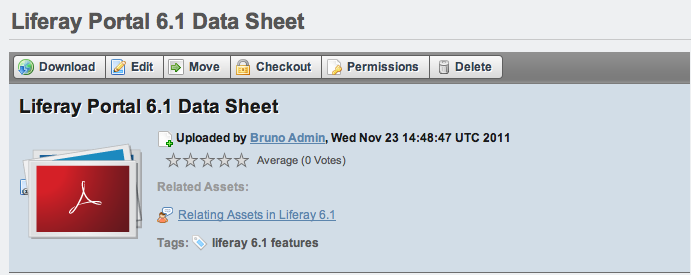 Liferay Portal 6.1 Data Sheet
Download Edit Move Checkout Permissions Delete
Liferay Portal 6.1 Data Sheet
Uploaded by Bruno Admin, Wed Nov 23 14:48:47 UTC 2011
Average (0 Votes)
Related Assets:
Relating Assets in Liferay 6.1
Tags: liferay 6.1 features